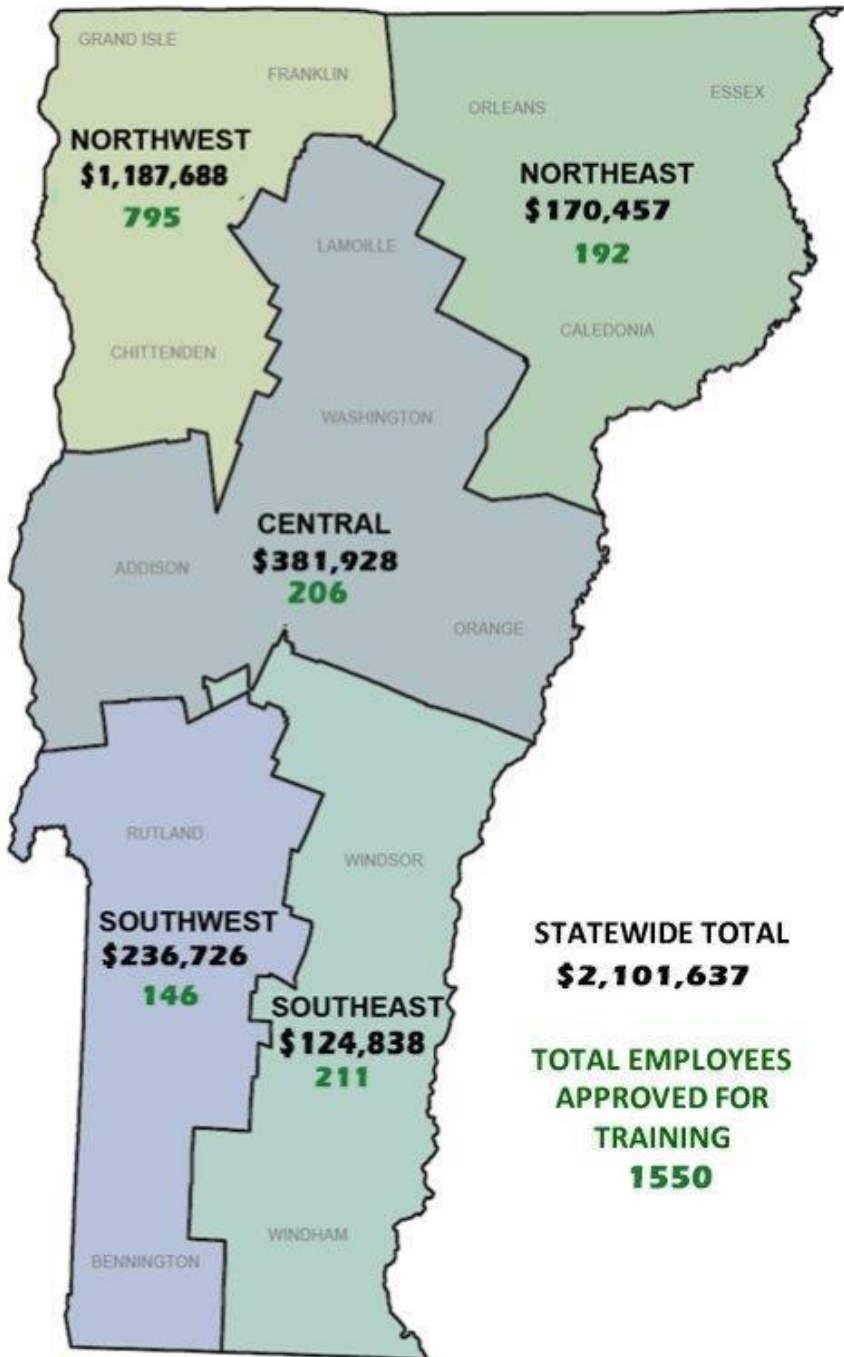 GRAND ISLE
FRANKLIN
ORLEANS
ESSEX
NORTHWEST
$1,187,688
795
NORTHEAST
$170,457
192
LAMOILLE
CHITTENDEN
CALEDONIA
WASHINGTON
CENTRAL
$381,928
206
ADDISON
ORANGE
RUTLAND
WINDSOR
SOUTHWEST
$236,726
146
SOUTHEAST
$124,838
211
STATEWIDE TOTAL
$2,101,637
TOTAL EMPLOYEES
APPROVED FOR
TRAINING
1550
WINDHAM
BENNINGTON